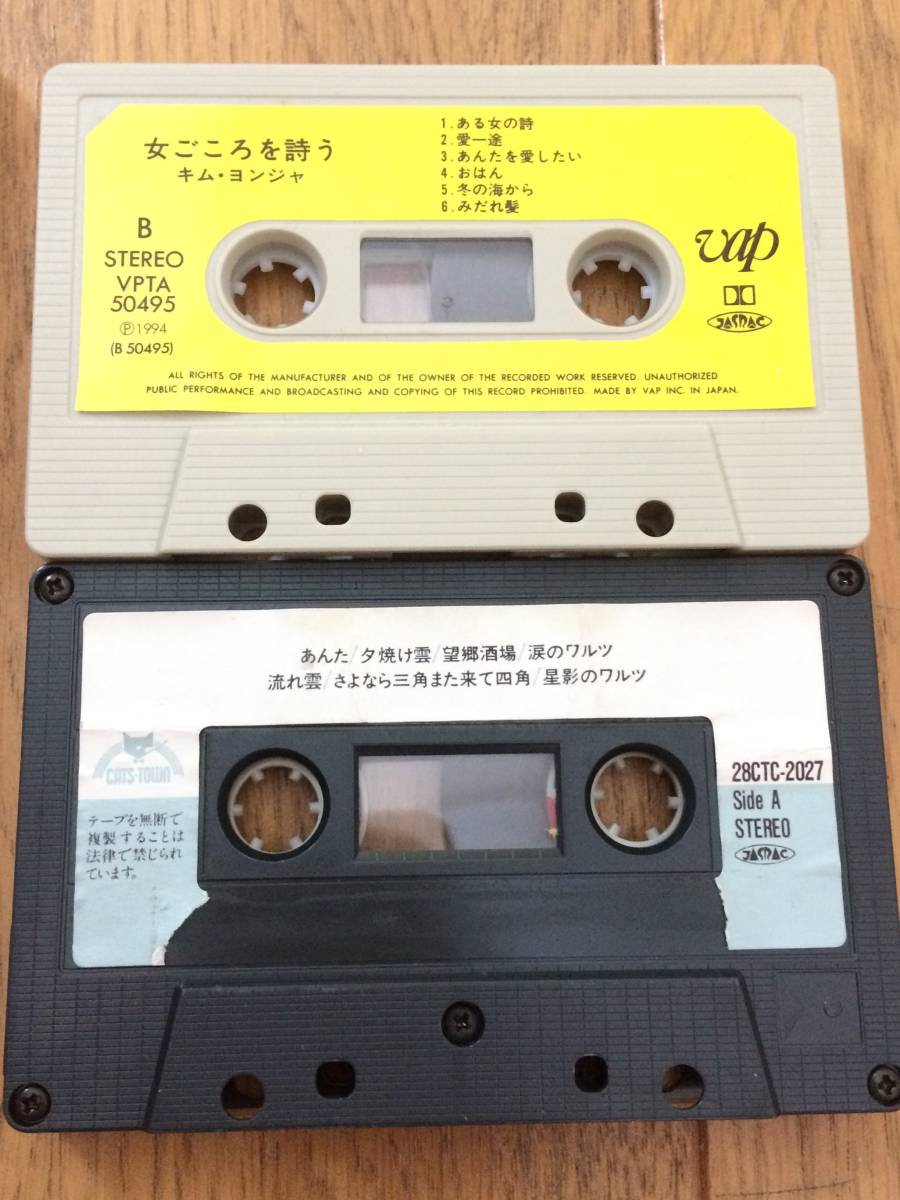 女ごころを詩う
キム・ヨンジャ
1.ある女の詩
2.愛一途
3.あんたを愛したい
4.おはん
5.冬の海から
6.みだれ髪
B
STEREO
VPTA
50495
Ⓟ1994
(B 50495)
vap
JASRAC
ALL RIGHTS OF THE MANUFACTURER AND OF THE OWNER OF THE RECORDED WORK RESERVED. UNAUTHORIZED
PUBLIC PERFORMANCE AND BROADCASTING AND COPYING OF THIS RECORD PROHIBITED. MADE BY VAP INC. IN JAPAN.
あんた/夕焼け雲/望郷酒場/涙のワルツ
流れ雲/さよなら三角また来て四角/星影のワルツ
CATS-TOWN
テープを無断で
複製することは
法律で禁じられ
ています。
28CTC-2027
Side A
STEREO
JASRAC